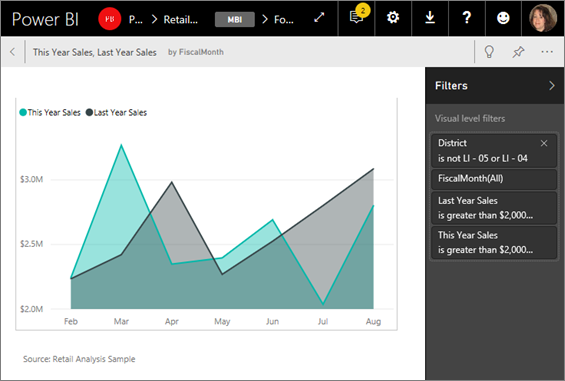 Power BI PB P... Retail... MBI Fo... 2 ?
This Year Sales, Last Year Sales by FiscalMonth ...
Filters
Visual level filters
District
is not LI - 05 or LI - 04
FiscalMonth(All)
Last Year Sales
is greater than $2,000...
This Year Sales
is greater than $2,000...
This Year Sales Last Year Sales
$3.0M
$2.5M
$2.0M
Feb Mar Apr May Jun Jul Aug
Source: Retail Analysis Sample